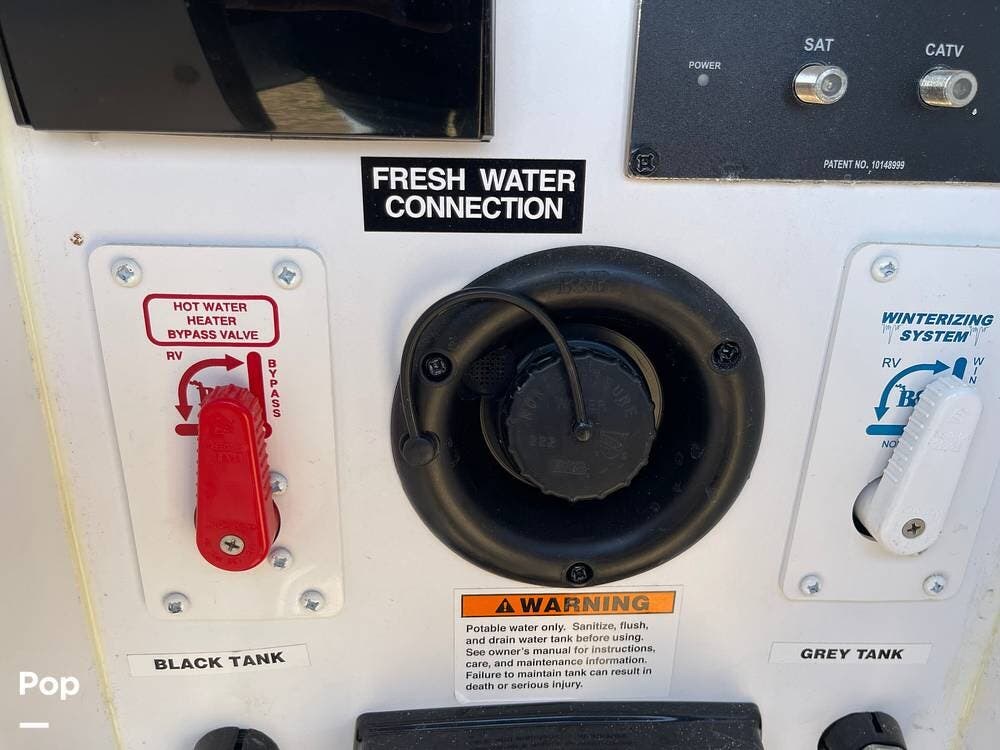 SAT
CATV
POWER
PATENT NO. 10148999
FRESH WATER
CONNECTION
HOT WATER
HEATER
BYPASS VALVE
RV
BYPASS
WINTERIZING
SYSTEM
RV
222
WARNING
Potable water only. Sanitize, flush,
and drain water tank before using.
See owner's manual for instructions,
care, and maintenance information.
Failure to maintain tank can result in
death or serious injury.
BLACK TANK
GREY TANK
Pop